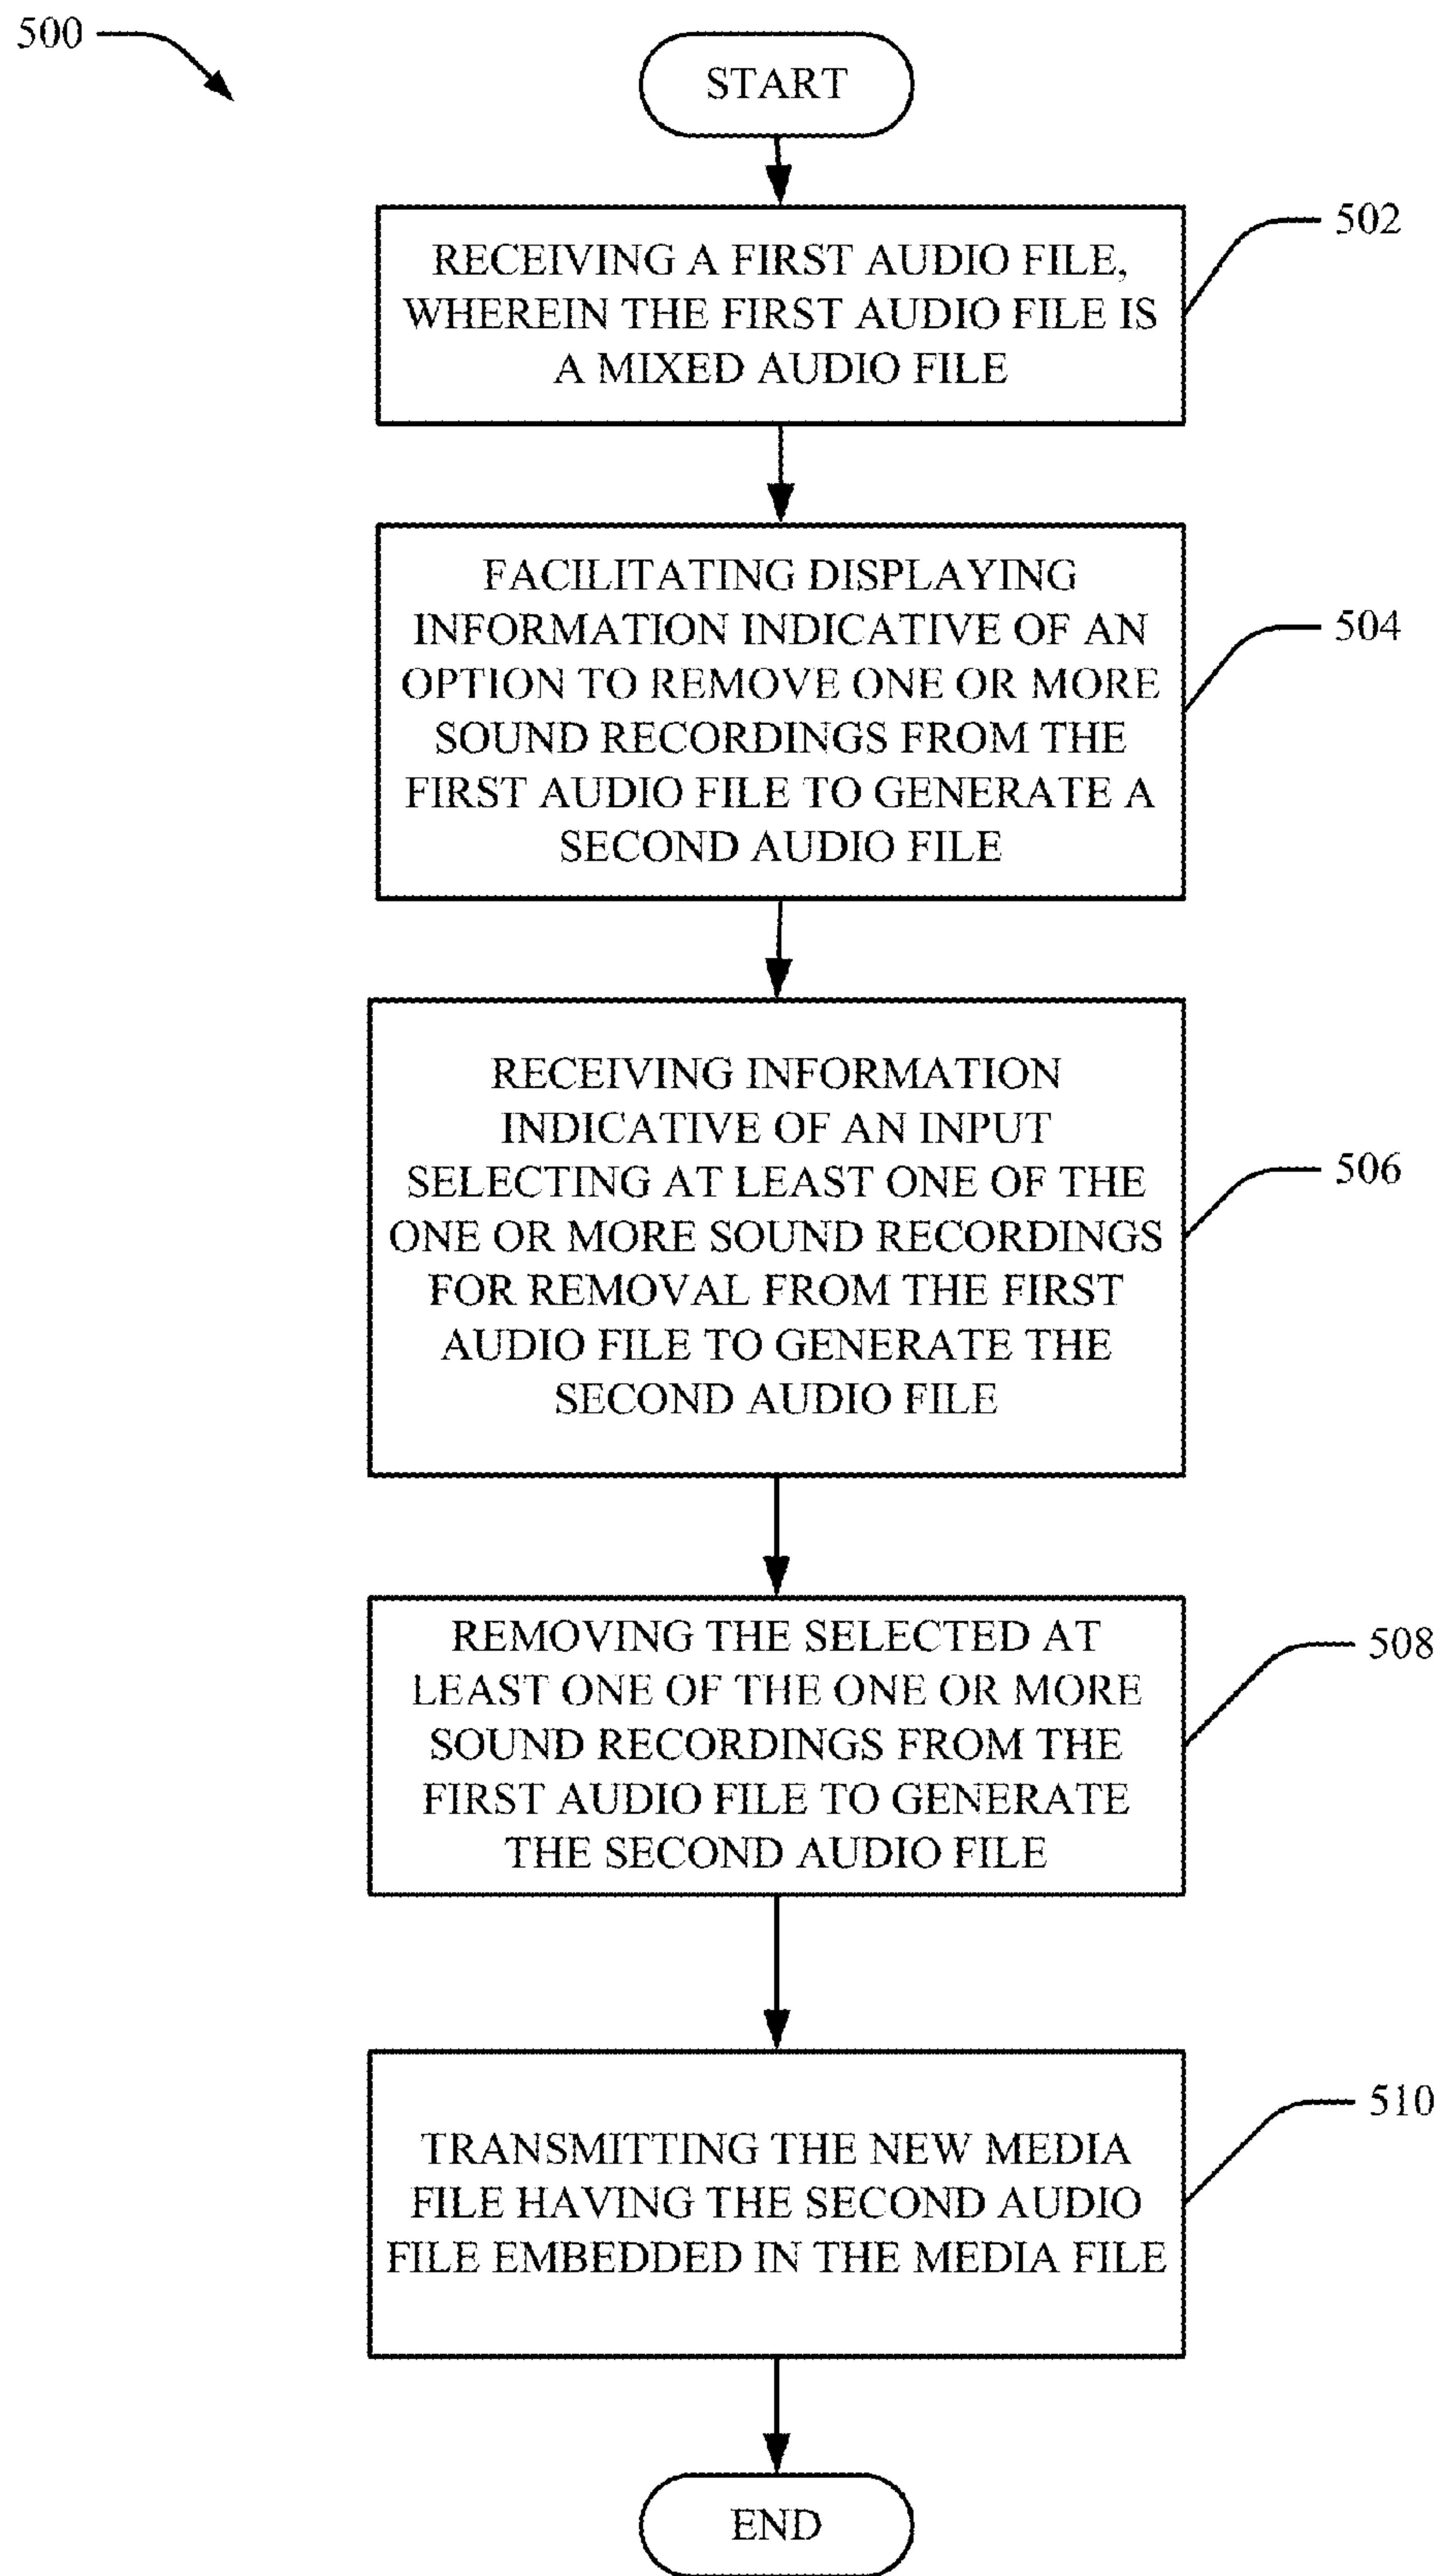 500
START
502
RECEIVING A FIRST AUDIO FILE,
WHEREIN THE FIRST AUDIO FILE IS
A MIXED AUDIO FILE
504
FACILITATING DISPLAYING
INFORMATION INDICATIVE OF AN
OPTION TO REMOVE ONE OR MORE
SOUND RECORDINGS FROM THE
FIRST AUDIO FILE TO GENERATE A
SECOND AUDIO FILE
506
RECEIVING INFORMATION
INDICATIVE OF AN INPUT
SELECTING AT LEAST ONE OF THE
ONE OR MORE SOUND RECORDINGS
FOR REMOVAL FROM THE FIRST
AUDIO FILE TO GENERATE THE
SECOND AUDIO FILE
508
REMOVING THE SELECTED AT
LEAST ONE OF THE ONE OR MORE
SOUND RECORDINGS FROM THE
FIRST AUDIO FILE TO GENERATE
THE SECOND AUDIO FILE
510
TRANSMITTING THE NEW MEDIA
FILE HAVING THE SECOND AUDIO
FILE EMBEDDED IN THE MEDIA FILE
END